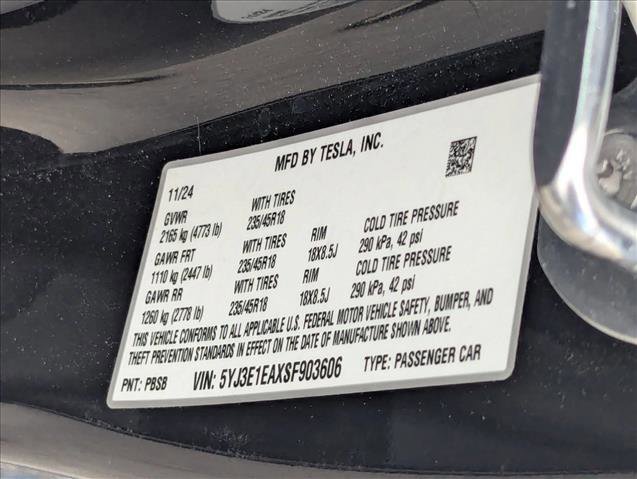 MFD BY TESLA, INC.
11/24
GVWR WITH TIRES
2165 kg (4773 lb) 235/45R18 RIM COLD TIRE PRESSURE
GAWR FRT WITH TIRES 18X8.5J 290 kPa, 42 psi
1110 kg (2447 lb) 235/45R18 RIM COLD TIRE PRESSURE
GAWR RR WITH TIRES 18X8.5J 290 kPa, 42 psi
1260 kg (2778 lb) 235/45R18
THIS VEHICLE CONFORMS TO ALL APPLICABLE U.S. FEDERAL MOTOR VEHICLE SAFETY, BUMPER, AND
THEFT PREVENTION STANDARDS IN EFFECT ON THE DATE OF MANUFACTURE SHOWN ABOVE.
PNT: PBSB VIN: 5YJ3E1EAXSF903606 TYPE: PASSENGER CAR